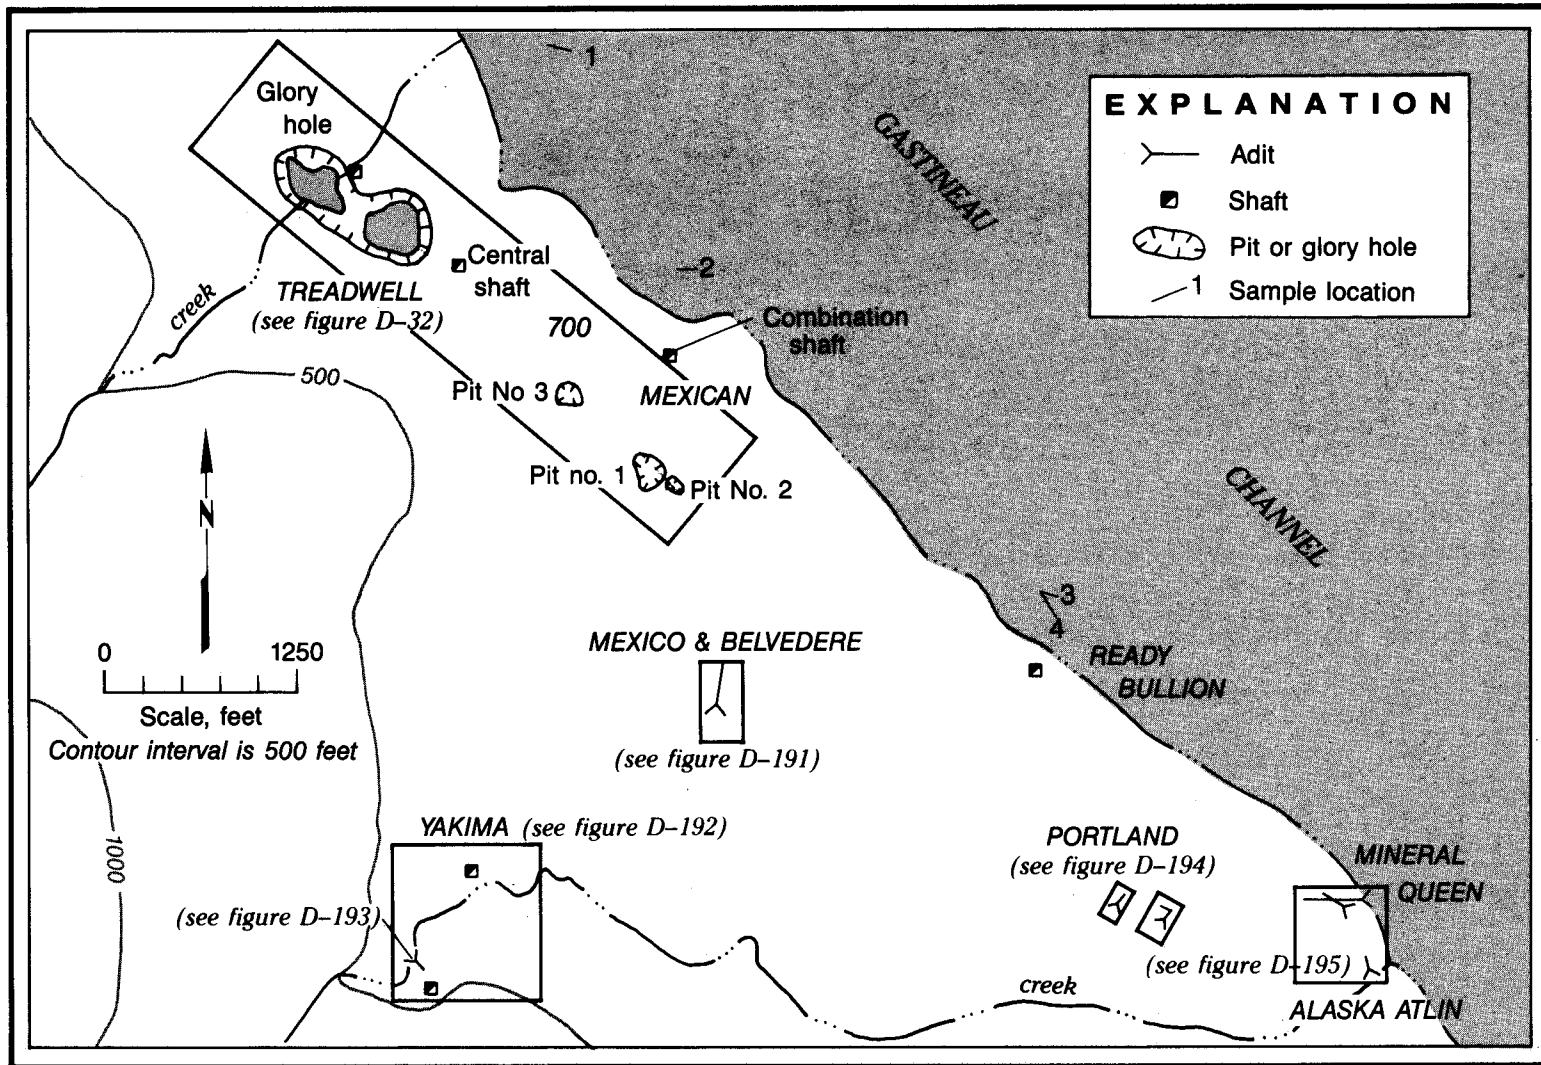 1
Glory
hole
EXPLANATION
Adit
Shaft
Pit or glory hole
1 Sample location
GASTINEAU
CHANNEL
creek
TREADWELL
(see figure D-32)
Central
shaft
2
700
Combination
shaft
500
Pit No 3
MEXICAN
Pit no. 1
Pit No. 2
N
0 1250
Scale, feet
Contour interval is 500 feet
3
4
READY
BULLION
MEXICO & BELVEDERE
(see figure D-191)
1000
YAKIMA (see figure D-192)
(see figure D-193)
PORTLAND
(see figure D-194)
MINERAL
QUEEN
(see figure D-195)
creek
ALASKA ATLIN